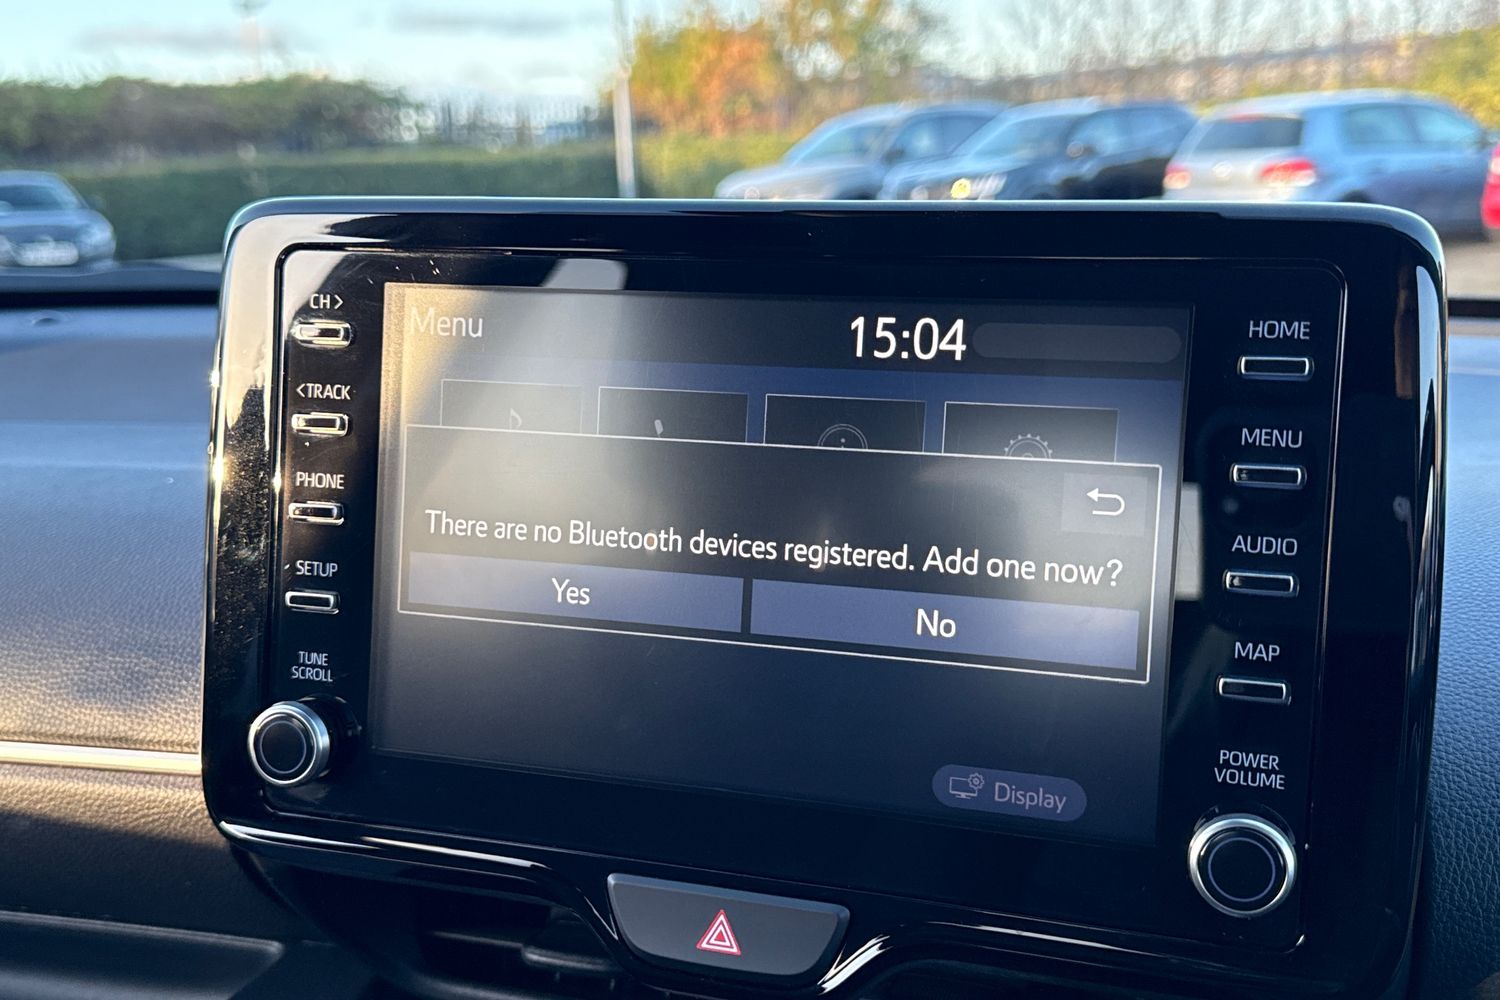 CH>
<TRACK
PHONE
SETUP
TUNE
SCROLL
Menu
15:04
There are no Bluetooth devices registered. Add one now?
Yes
No
Display
HOME
MENU
AUDIO
MAP
POWER
VOLUME